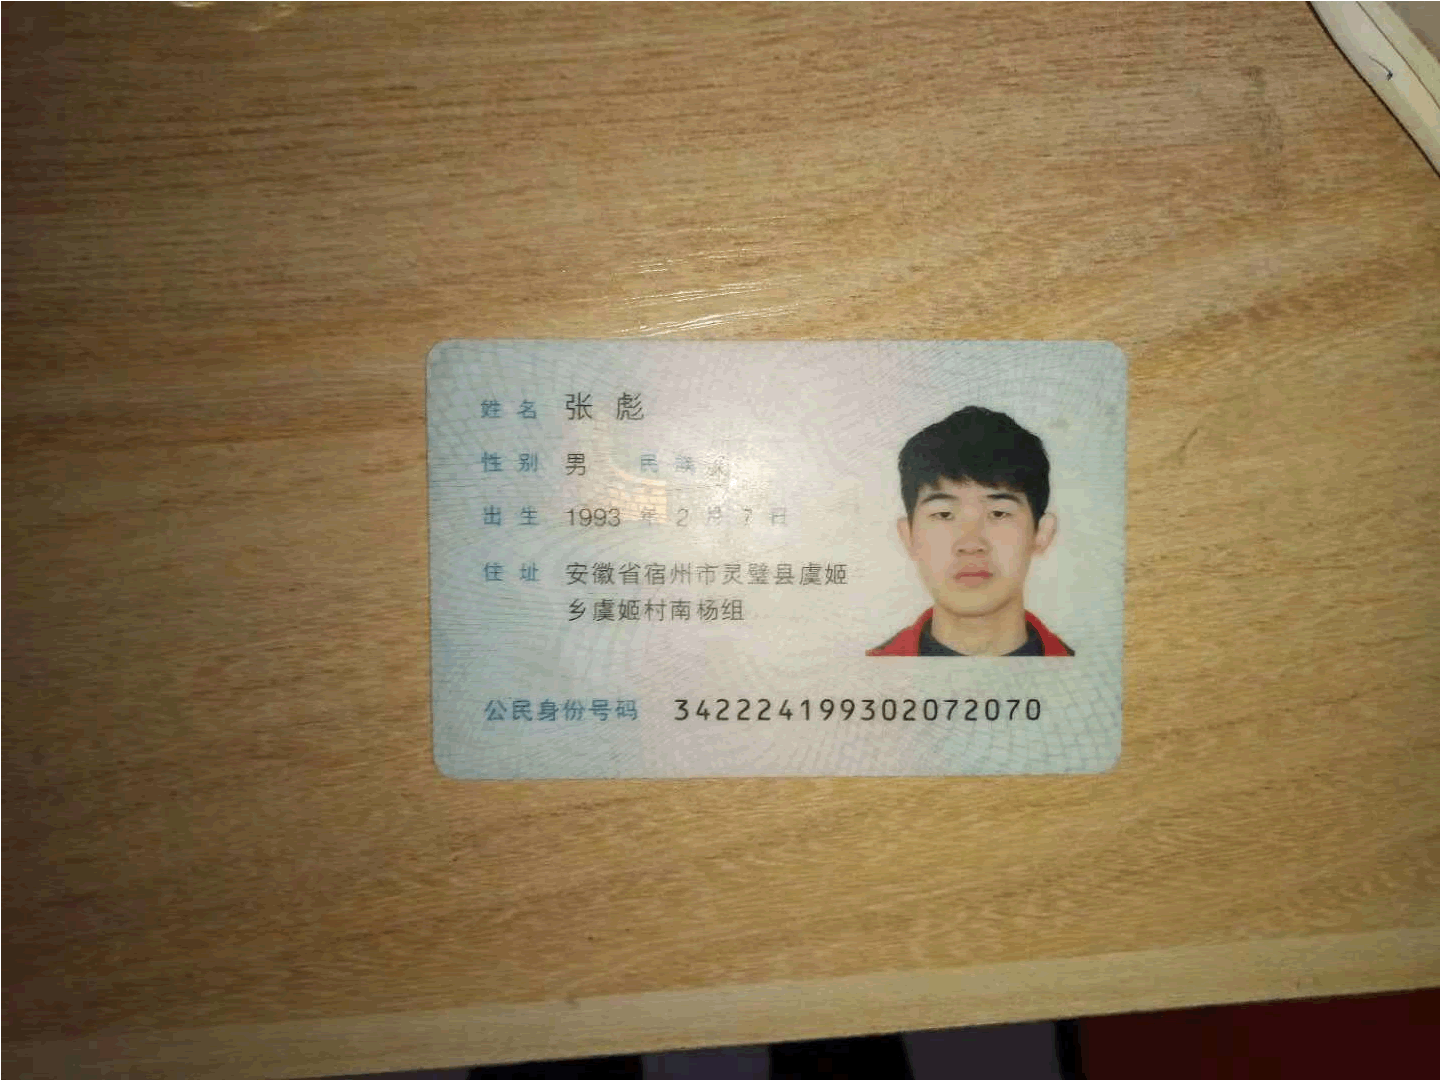 姓名 张彪
性别 男 民族
出生 1993 年 2 月 7 日
住址 安徽省宿州市灵璧县虞姬
乡虞姬村南杨组
公民身份号码 342224199302072070